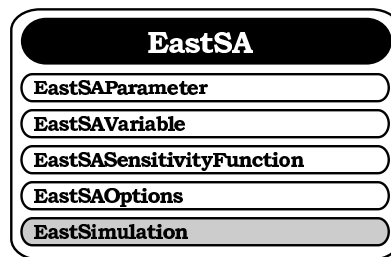 EastSA
EastSAParameter
EastSAVariable
EastSASensitivityFunction
EastSAOptions
EastSimulation